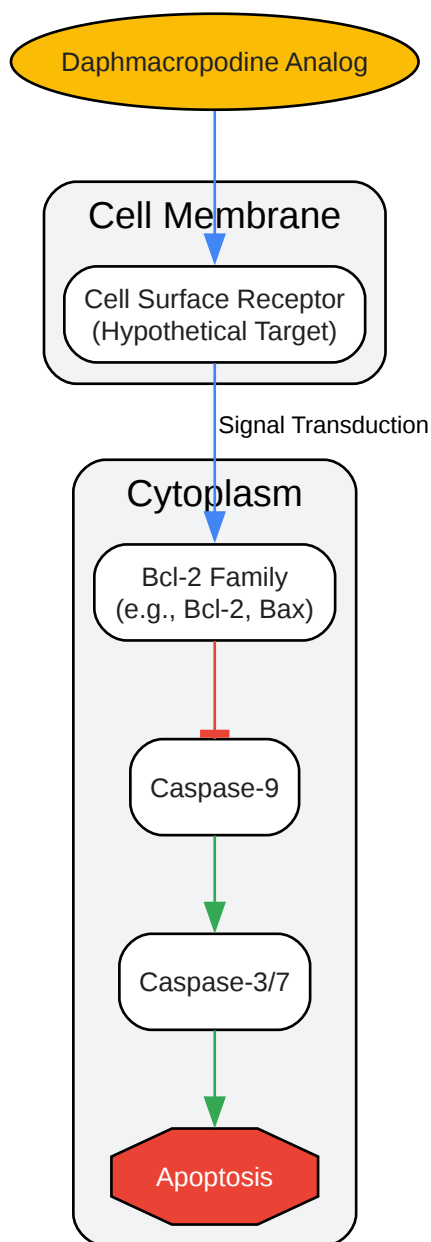 Daphmacropodine Analog
Cell Membrane
Cell Surface Receptor
(Hypothetical Target)
Signal Transduction
Cytoplasm
Bcl-2 Family
(e.g., Bcl-2, Bax)
Caspase-9
Caspase-3/7
Apoptosis